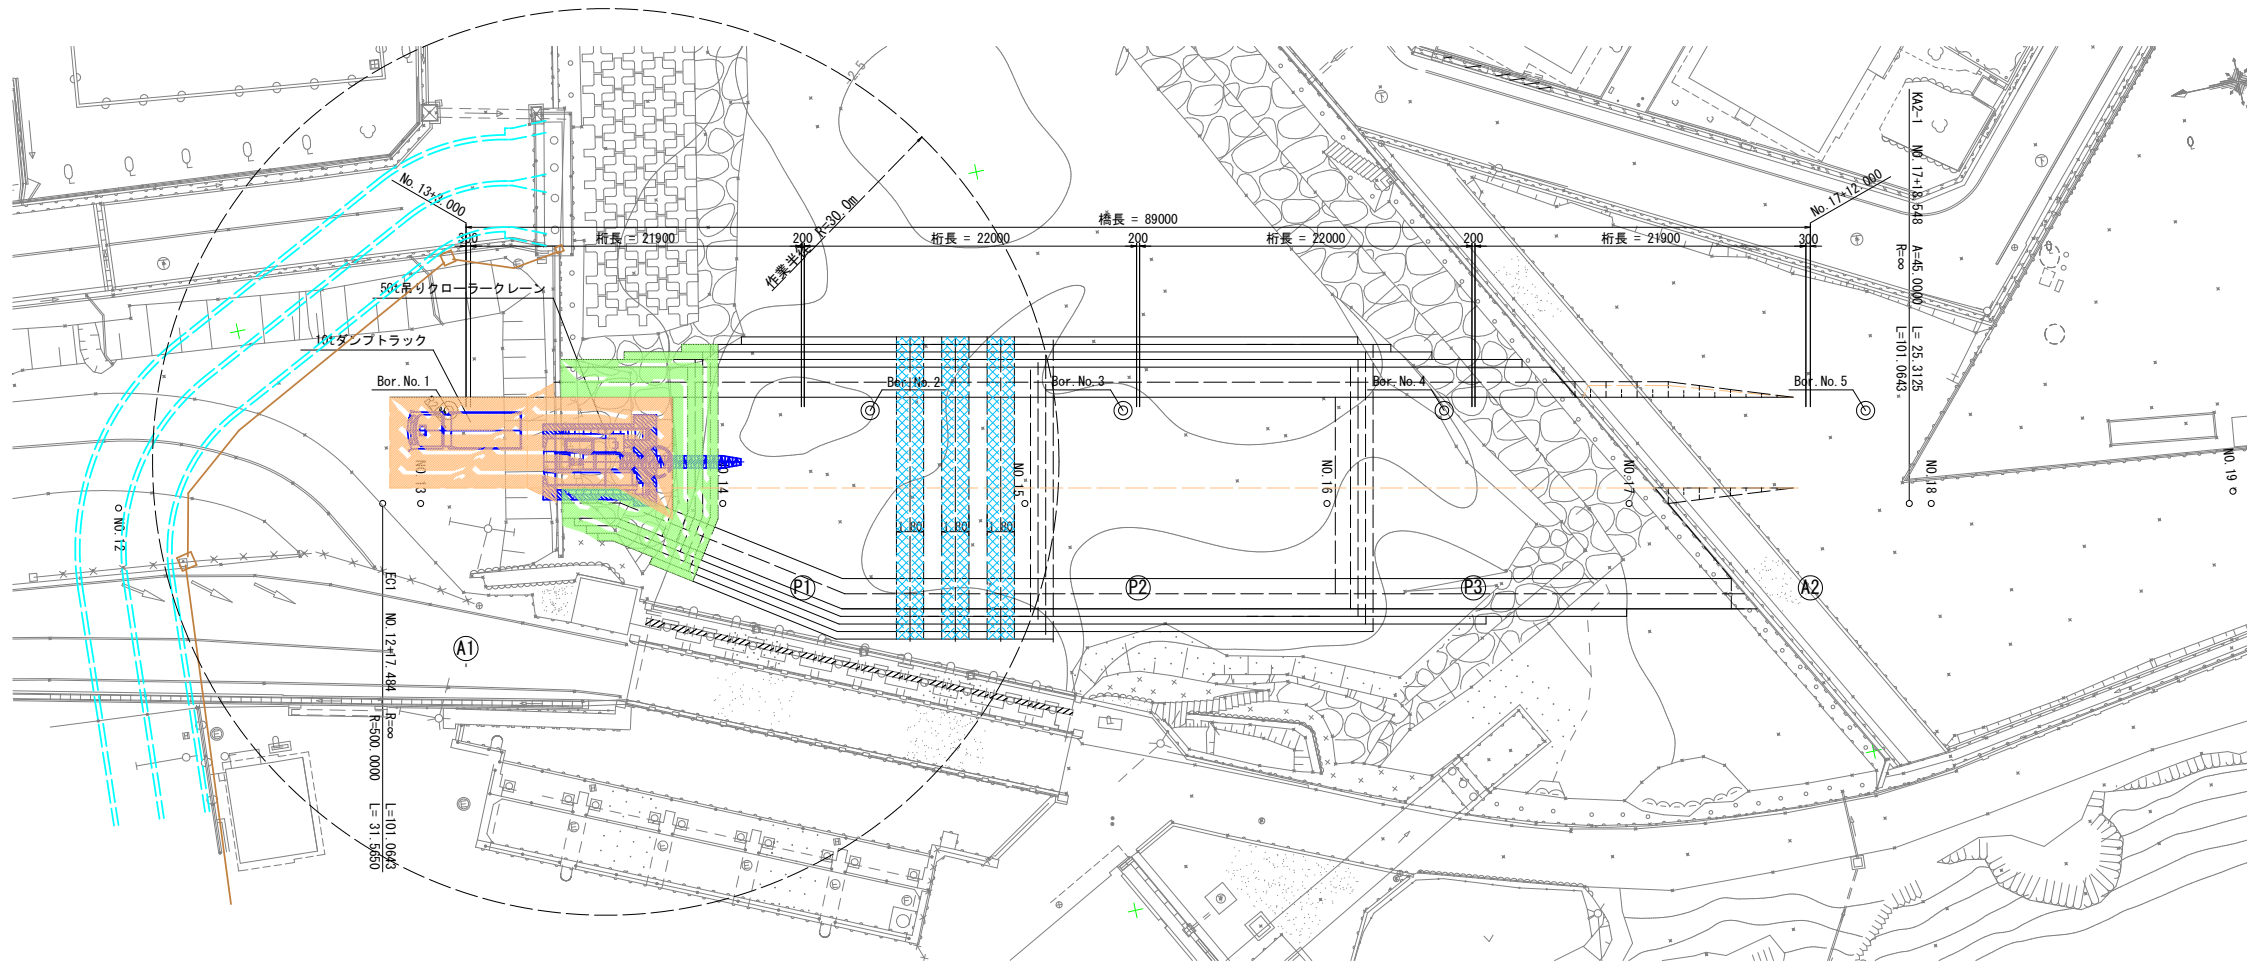 25
No.13+3.000
作業半径 R=30.0m
橋長 = 89000
300
桁長 = 21900
200
桁長 = 22000
200
桁長 = 22000
200
桁長 = 21900
300
No.17+12.000
KA2-1 NO.17+18.548 A=45.0000 L= 25.3125
R=∞ L=101.0643
50t吊りクローラークレーン
10tダンプトラック
Bor.No.1
Bor.No.2
Bor.No.3
Bor.No.4
Bor.No.5
NO.12
NO.13
NO.14
NO.15
NO.16
NO.17
NO.18
NO.19
1.80
1.80
1.80
A1
P1
P2
P3
A2
EC1 NO.12+17.484 R=∞ L=101.0643
R=500.0000 L= 31.5650